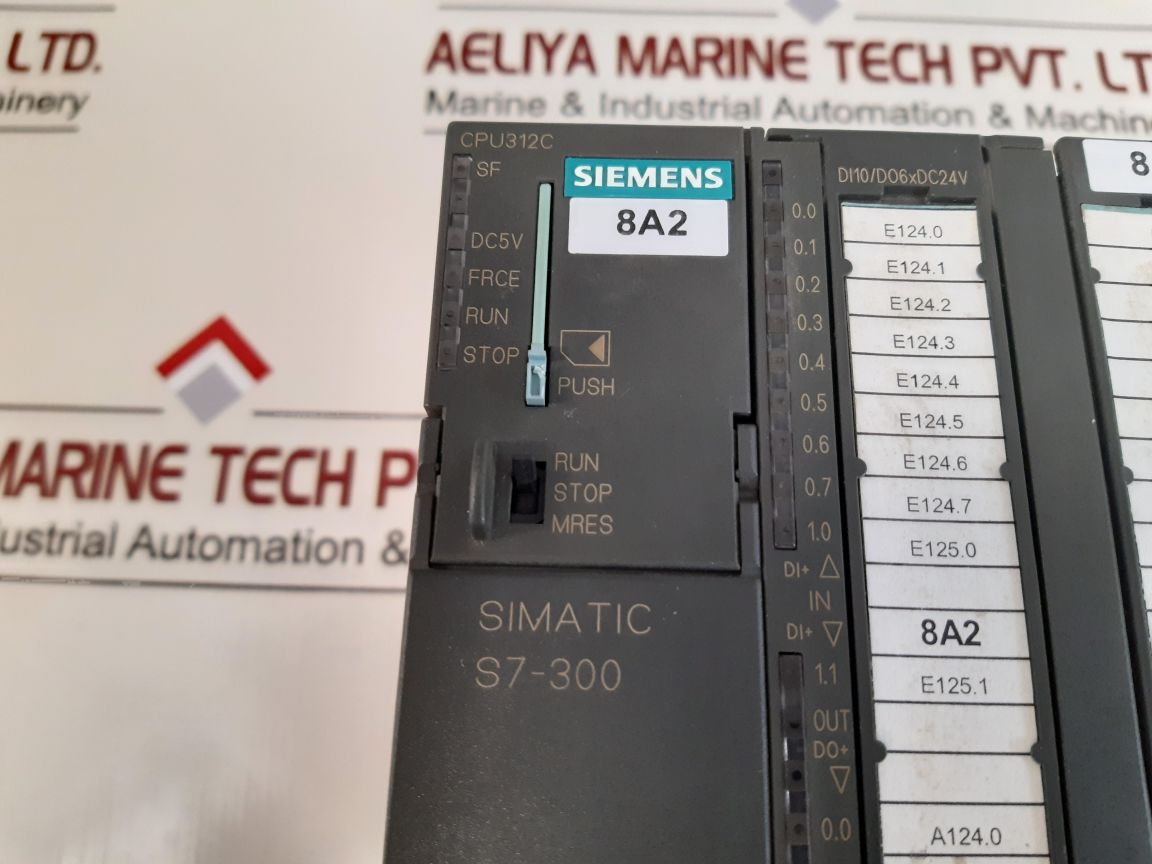 LTD.
AELIYA MARINE TECH PVT. LT
Marine & Industrial Automation & Machin
MARINE TECH P
Industrial Automation &
CPU312C
SF
DC5V
FRCE
RUN
STOP
SIEMENS
8A2
PUSH
RUN
STOP
MRES
SIMATIC
S7-300
0.0
0.1
0.2
0.3
0.4
0.5
0.6
0.7
1.0
DI+
IN
DI+
1.1
OUT
DO+
0.0
DI10/DO6xDC24V
E124.0
E124.1
E124.2
E124.3
E124.4
E124.5
E124.6
E124.7
E125.0
8A2
E125.1
A124.0
8